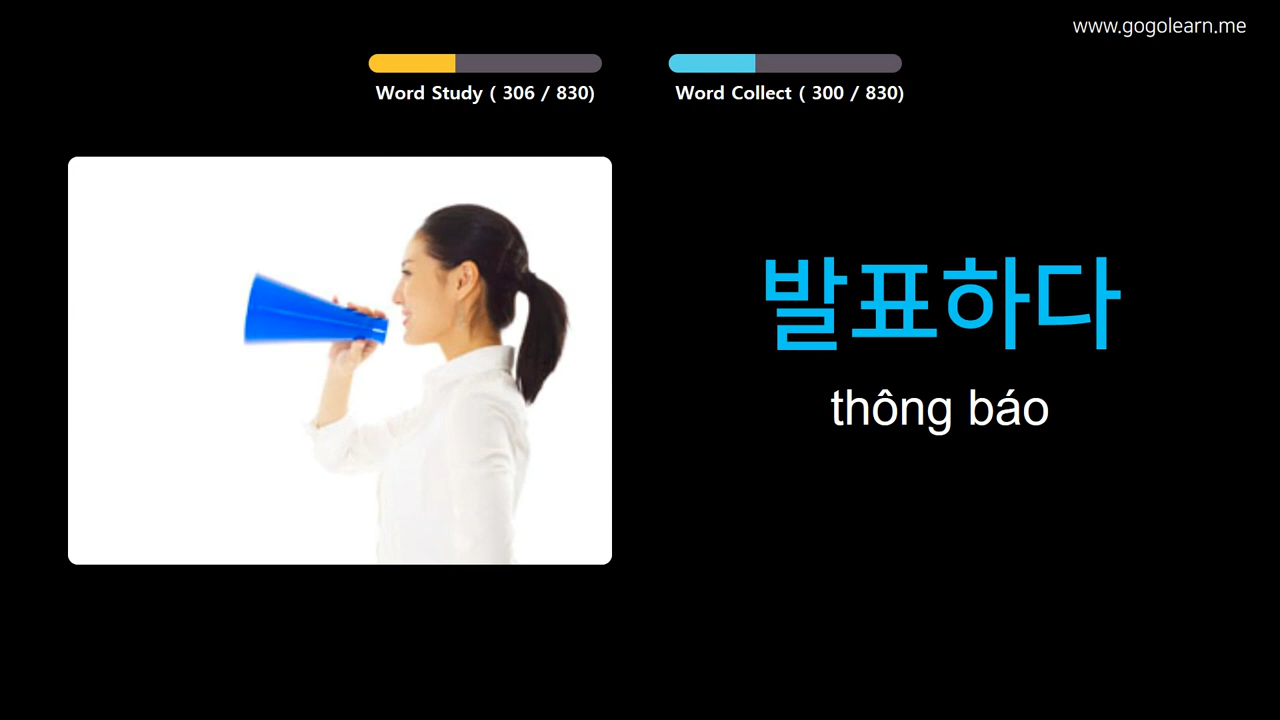 www.gogolearn.me
Word Study ( 306 / 830)
Word Collect ( 300 / 830)
발표하다
thông báo